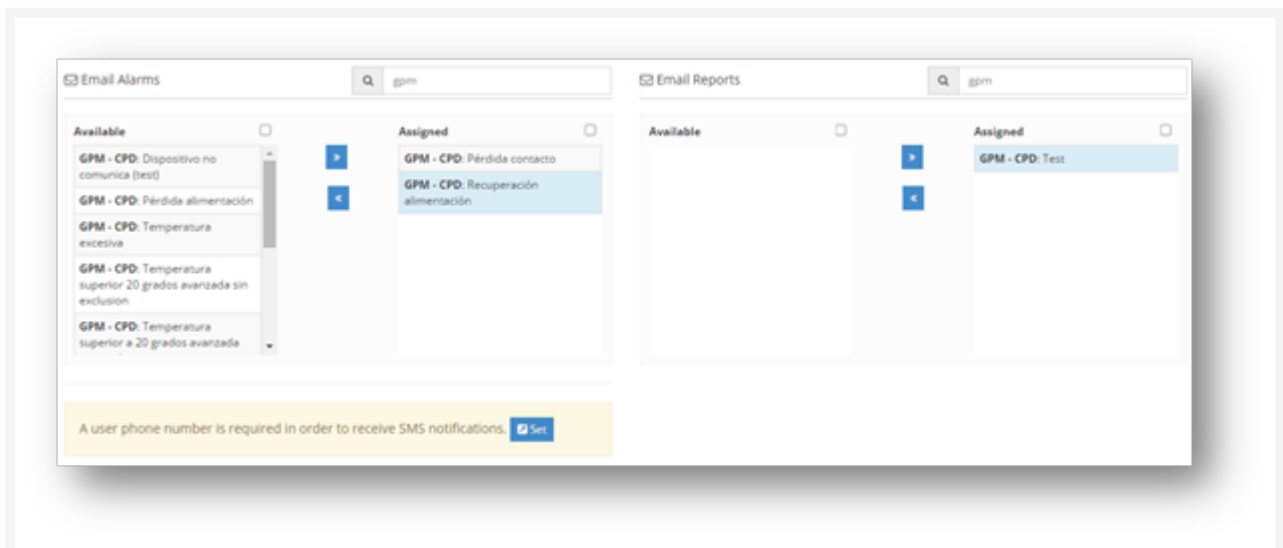 Email Alarms
gpm
Available
GPM - CPD: Dispositivo no
comunica (test)
GPM - CPD: Pérdida alimentación
GPM - CPD: Temperatura
excesiva
GPM - CPD: Temperatura
superior 20 grados avanzada sin
exclusion
GPM - CPD: Temperatura
superior a 20 grados avanzada
Assigned
GPM - CPD: Pérdida contacto
GPM - CPD: Recuperación
alimentación
Email Reports
gpm
Available
Assigned
GPM - CPD: Test
A user phone number is required in order to receive SMS notifications. Set